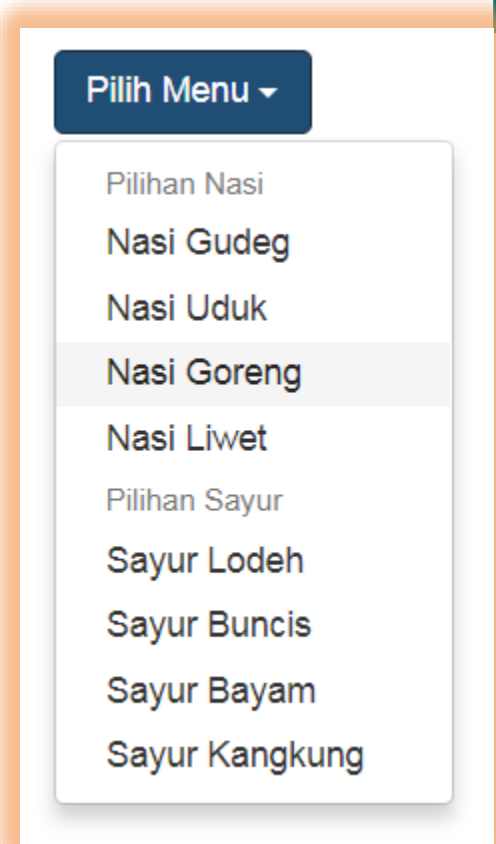 Pilih Menu
Pilihan Nasi
Nasi Gudeg
Nasi Uduk
Nasi Goreng
Nasi Liwet
Pilihan Sayur
Sayur Lodeh
Sayur Buncis
Sayur Bayam
Sayur Kangkung